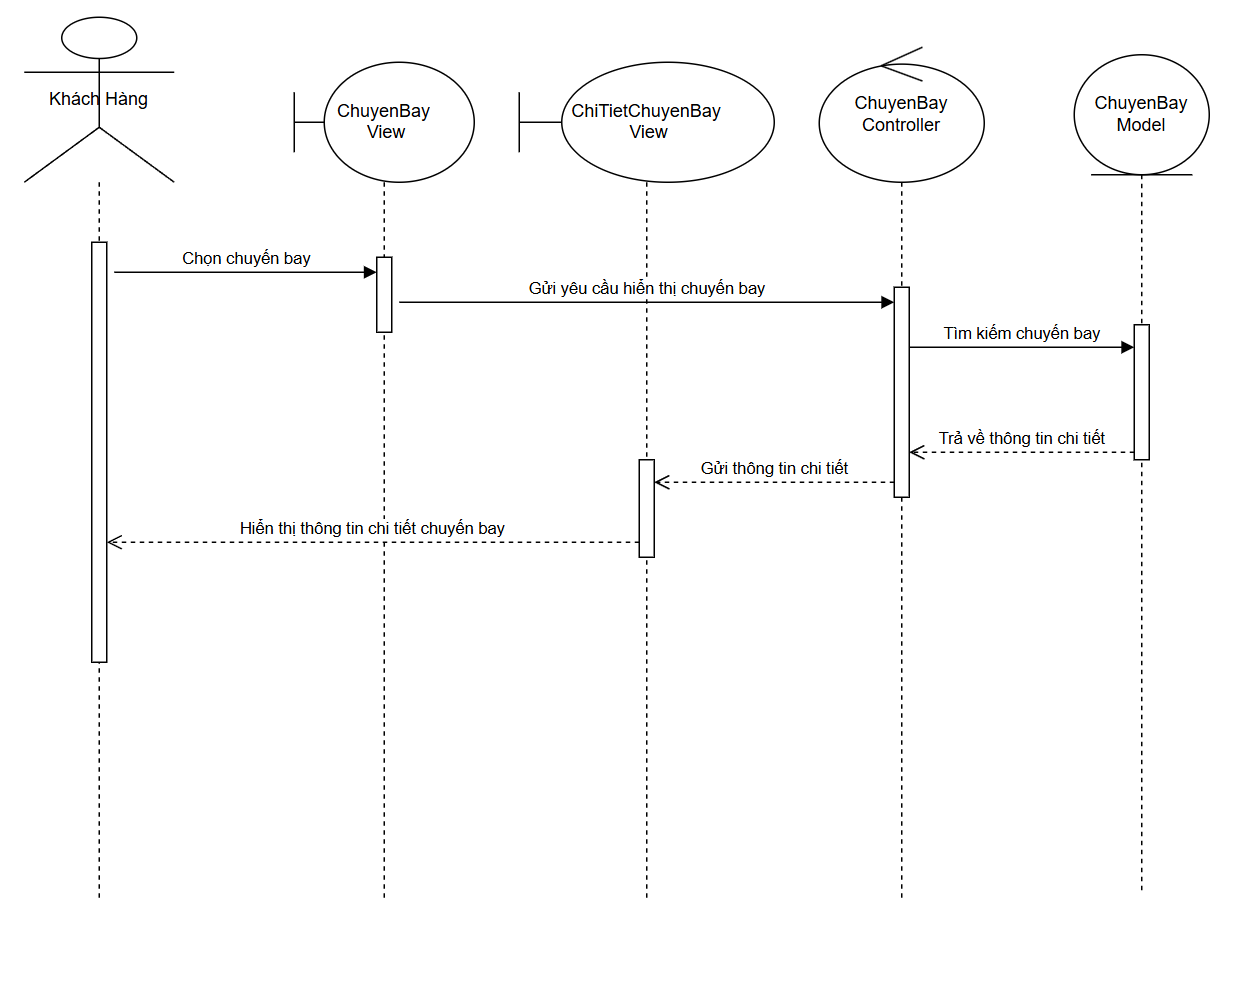 Khách Hàng
ChuyenBay
View
ChiTietChuyenBay
View
ChuyenBay
Controller
ChuyenBay
Model
Chọn chuyến bay
Gửi yêu cầu hiển thị chuyến bay
Tìm kiếm chuyến bay
Trả về thông tin chi tiết
Gửi thông tin chi tiết
Hiển thị thông tin chi tiết chuyến bay